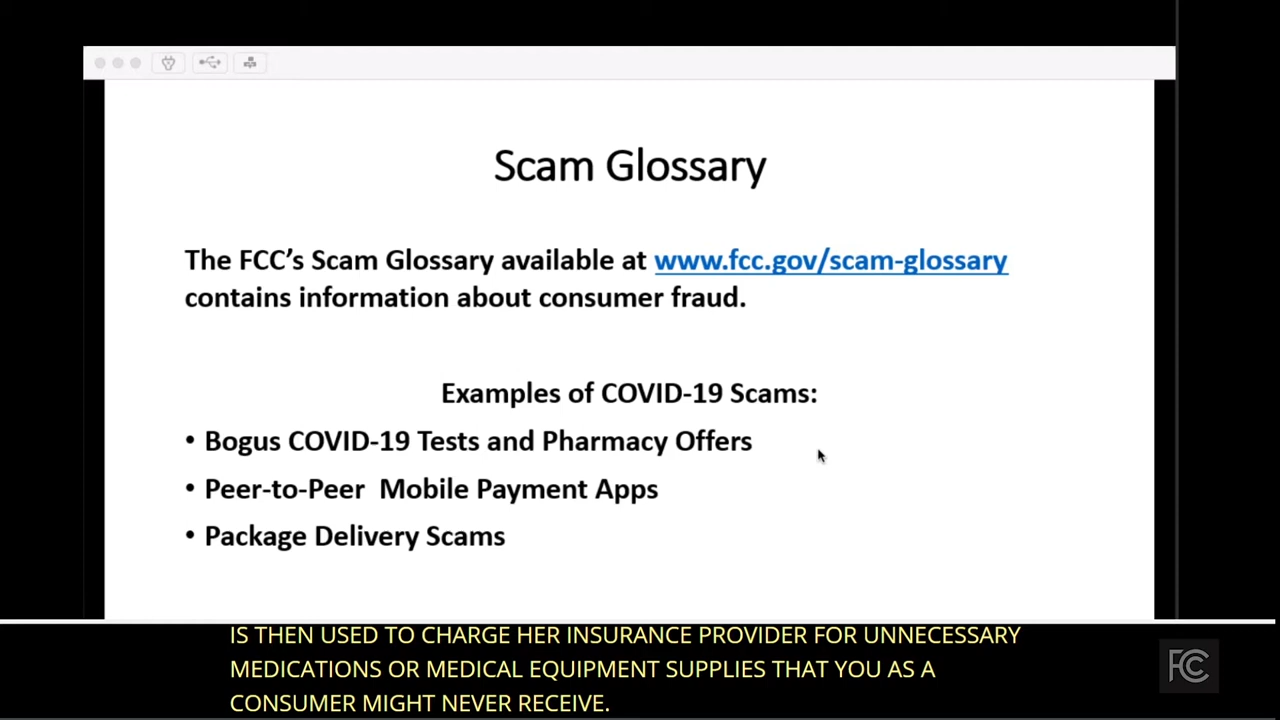 Scam Glossary
The FCC's Scam Glossary available at www.fcc.gov/scam-glossary
contains information about consumer fraud.
Examples of COVID-19 Scams:
• Bogus COVID-19 Tests and Pharmacy Offers
• Peer-to-Peer  Mobile Payment Apps
• Package Delivery Scams
IS THEN USED TO CHARGE HER INSURANCE PROVIDER FOR UNNECESSARY
MEDICATIONS OR MEDICAL EQUIPMENT SUPPLIES THAT YOU AS A
CONSUMER MIGHT NEVER RECEIVE.
FCC